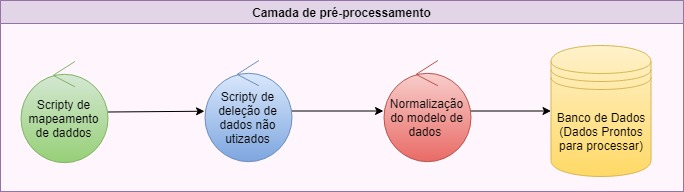 Camada de pré-processamento
Scripty de
mapeamento
de daddos
Scripty de
deleção de
dados não
utizados
Normalização
do modelo de
dados
Banco de Dados
(Dados Prontos
para processar)